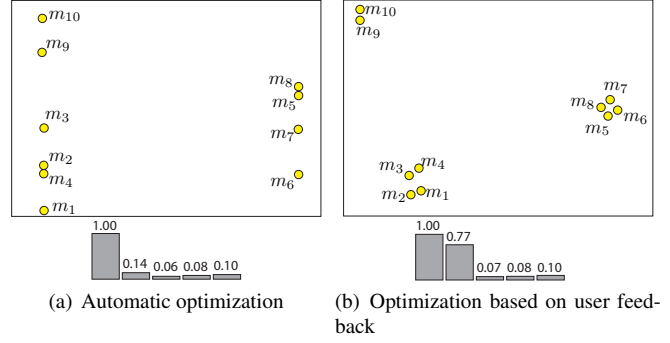 m10
m9
m3
m2
m4
m1
m8
m5
m7
m6
1.00
0.14
0.06
0.08
0.10
(a) Automatic optimization
m10
m9
m7
m8
m6
m5
m4
m3
m2
m1
1.00
0.77
0.07
0.08
0.10
(b) Optimization based on user feed-
back